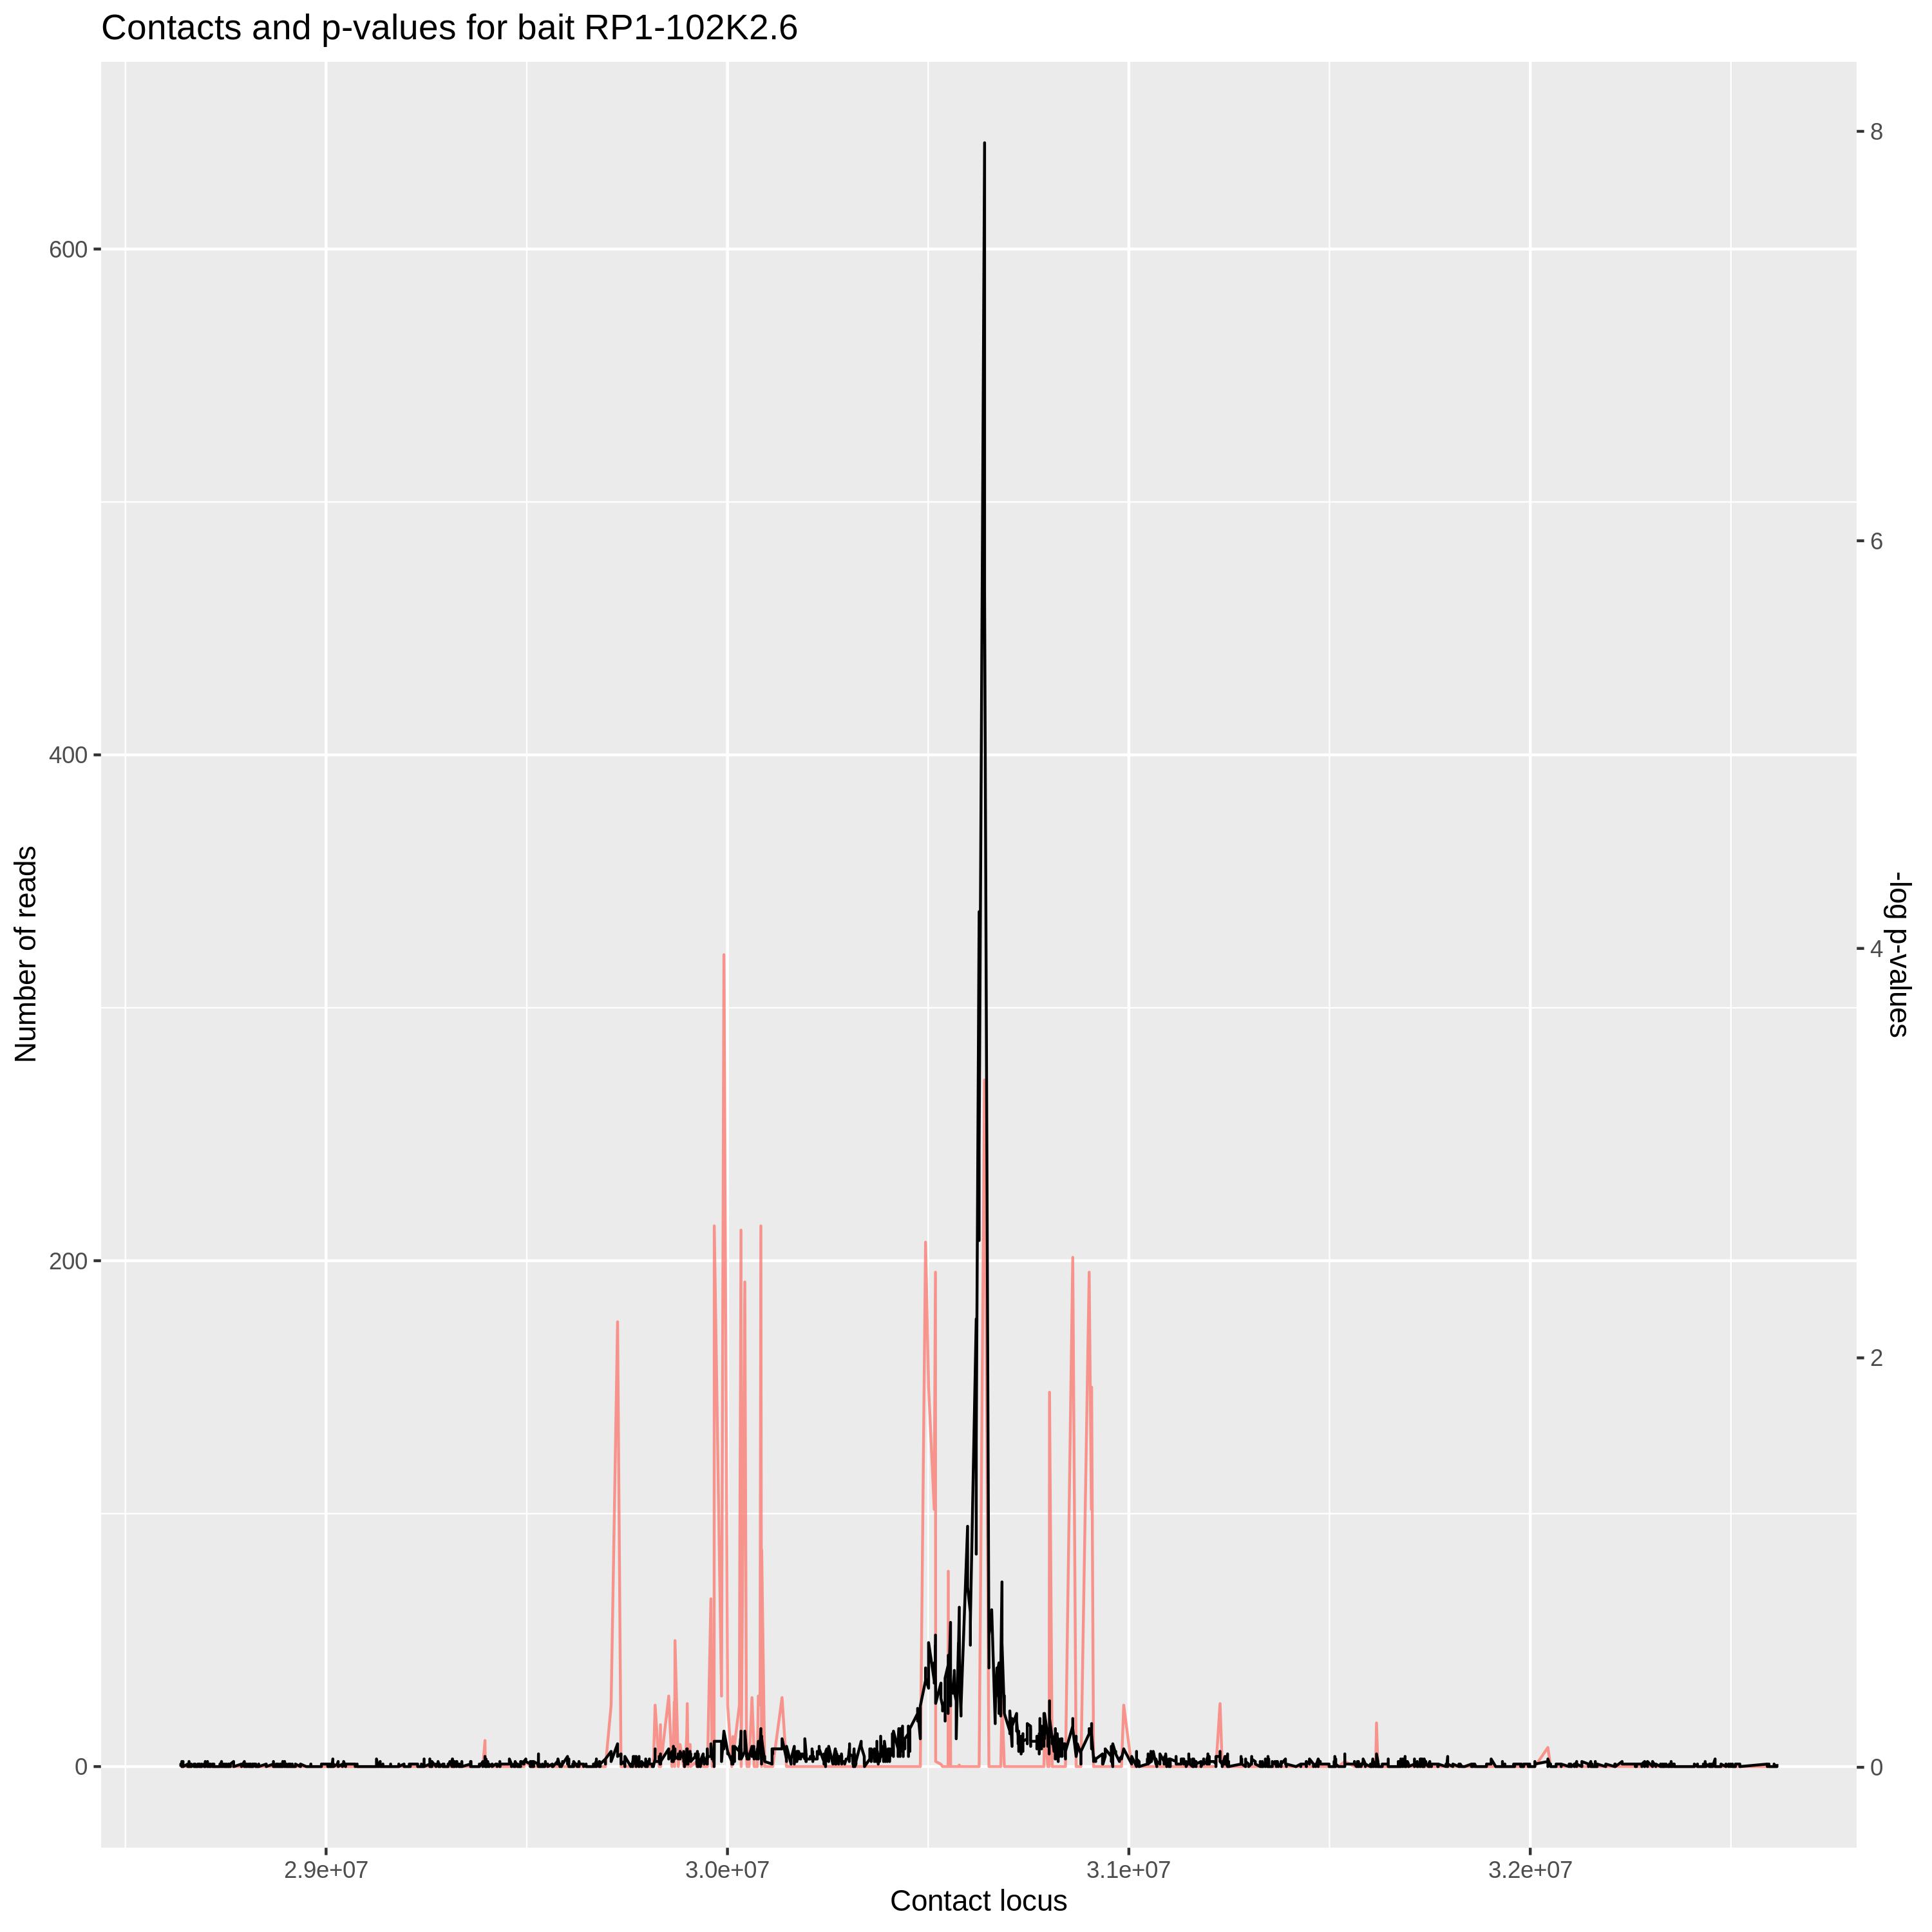 Contacts and p-values for bait RP1-102K2.6
600
400
200
0
Number of reads
8
6
4
2
0
-log p-values
2.9e+07
3.0e+07
3.1e+07
3.2e+07
Contact locus